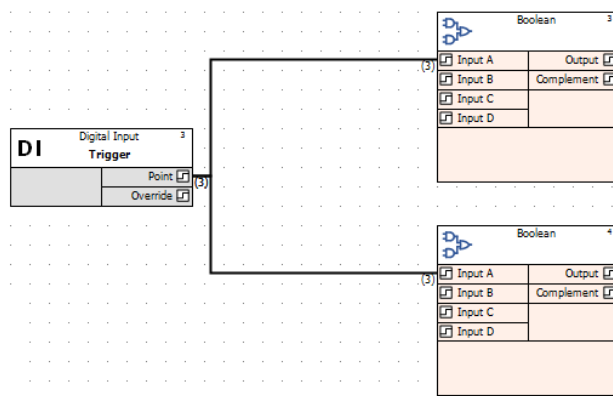 Boolean 3
(3) Input A Output
Input B Complement
Input C
Input D
Digital Input 3
DI Trigger
Point (3)
Override
Boolean 4
(3) Input A Output
Input B Complement
Input C
Input D